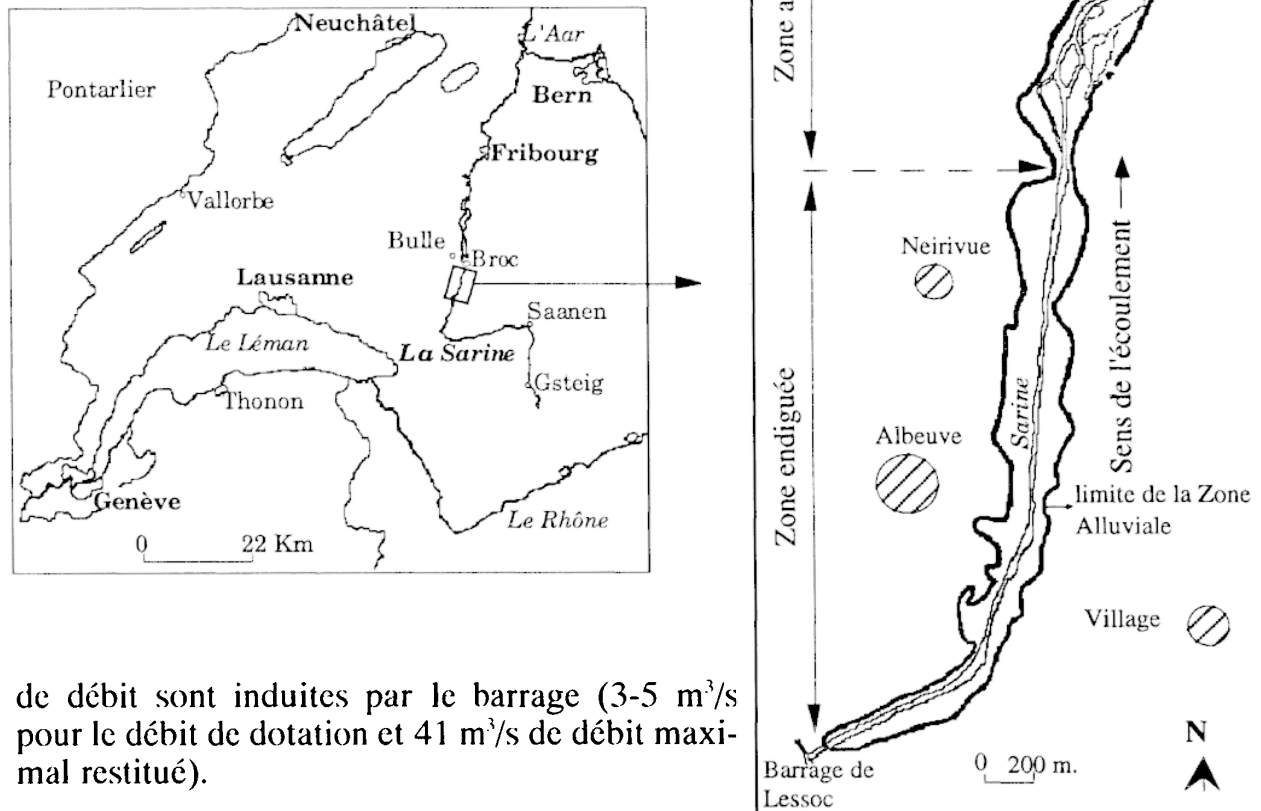 Neuchâtel
L'Aar
Pontarlier
Bern
Fribourg
Vallorbe
Bulle
Broc
Lausanne
Saanen
Le Léman
La Sarine
Gsteig
Thonon
Genève
Le Rhône
0 22 Km
de débit sont induites par le barrage (3-5 m³/s
pour le débit de dotation et 41 m³/s de débit maxi-
mal restitué).
Zone a
Neirivue
Sens de l'écoulement
Zone endiguée
Sarine
Albeuve
limite de la Zone
Alluviale
Village
N
0 200 m.
Barrage de
Lessoc